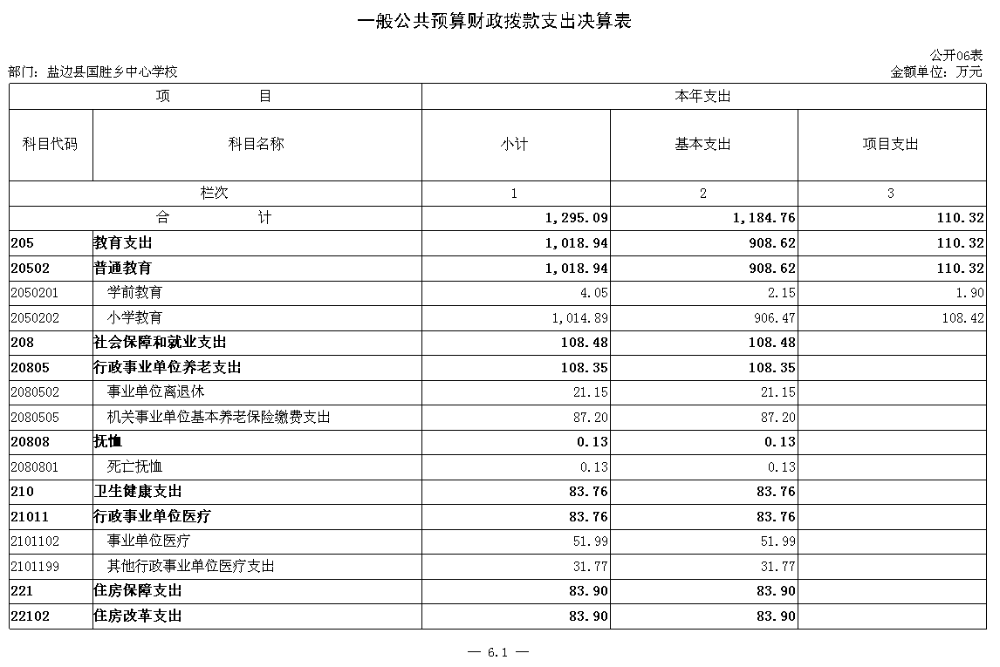 一般公共预算财政拨款支出决算表
公开06表
部门：盐边县国胜乡中心学校 金额单位：万元
项 目 本年支出
科目代码 科目名称 小计 基本支出 项目支出
栏次 1 2 3
合 计 1,295.09 1,184.76 110.32
205 教育支出 1,018.94 908.62 110.32
20502 普通教育 1,018.94 908.62 110.32
2050201 学前教育 4.05 2.15 1.90
2050202 小学教育 1,014.89 906.47 108.42
208 社会保障和就业支出 108.48 108.48
20805 行政事业单位养老支出 108.35 108.35
2080502 事业单位离退休 21.15 21.15
2080505 机关事业单位基本养老保险缴费支出 87.20 87.20
20808 抚恤 0.13 0.13
2080801 死亡抚恤 0.13 0.13
210 卫生健康支出 83.76 83.76
21011 行政事业单位医疗 83.76 83.76
2101102 事业单位医疗 51.99 51.99
2101199 其他行政事业单位医疗支出 31.77 31.77
221 住房保障支出 83.90 83.90
22102 住房改革支出 83.90 83.90
— 6.1 —